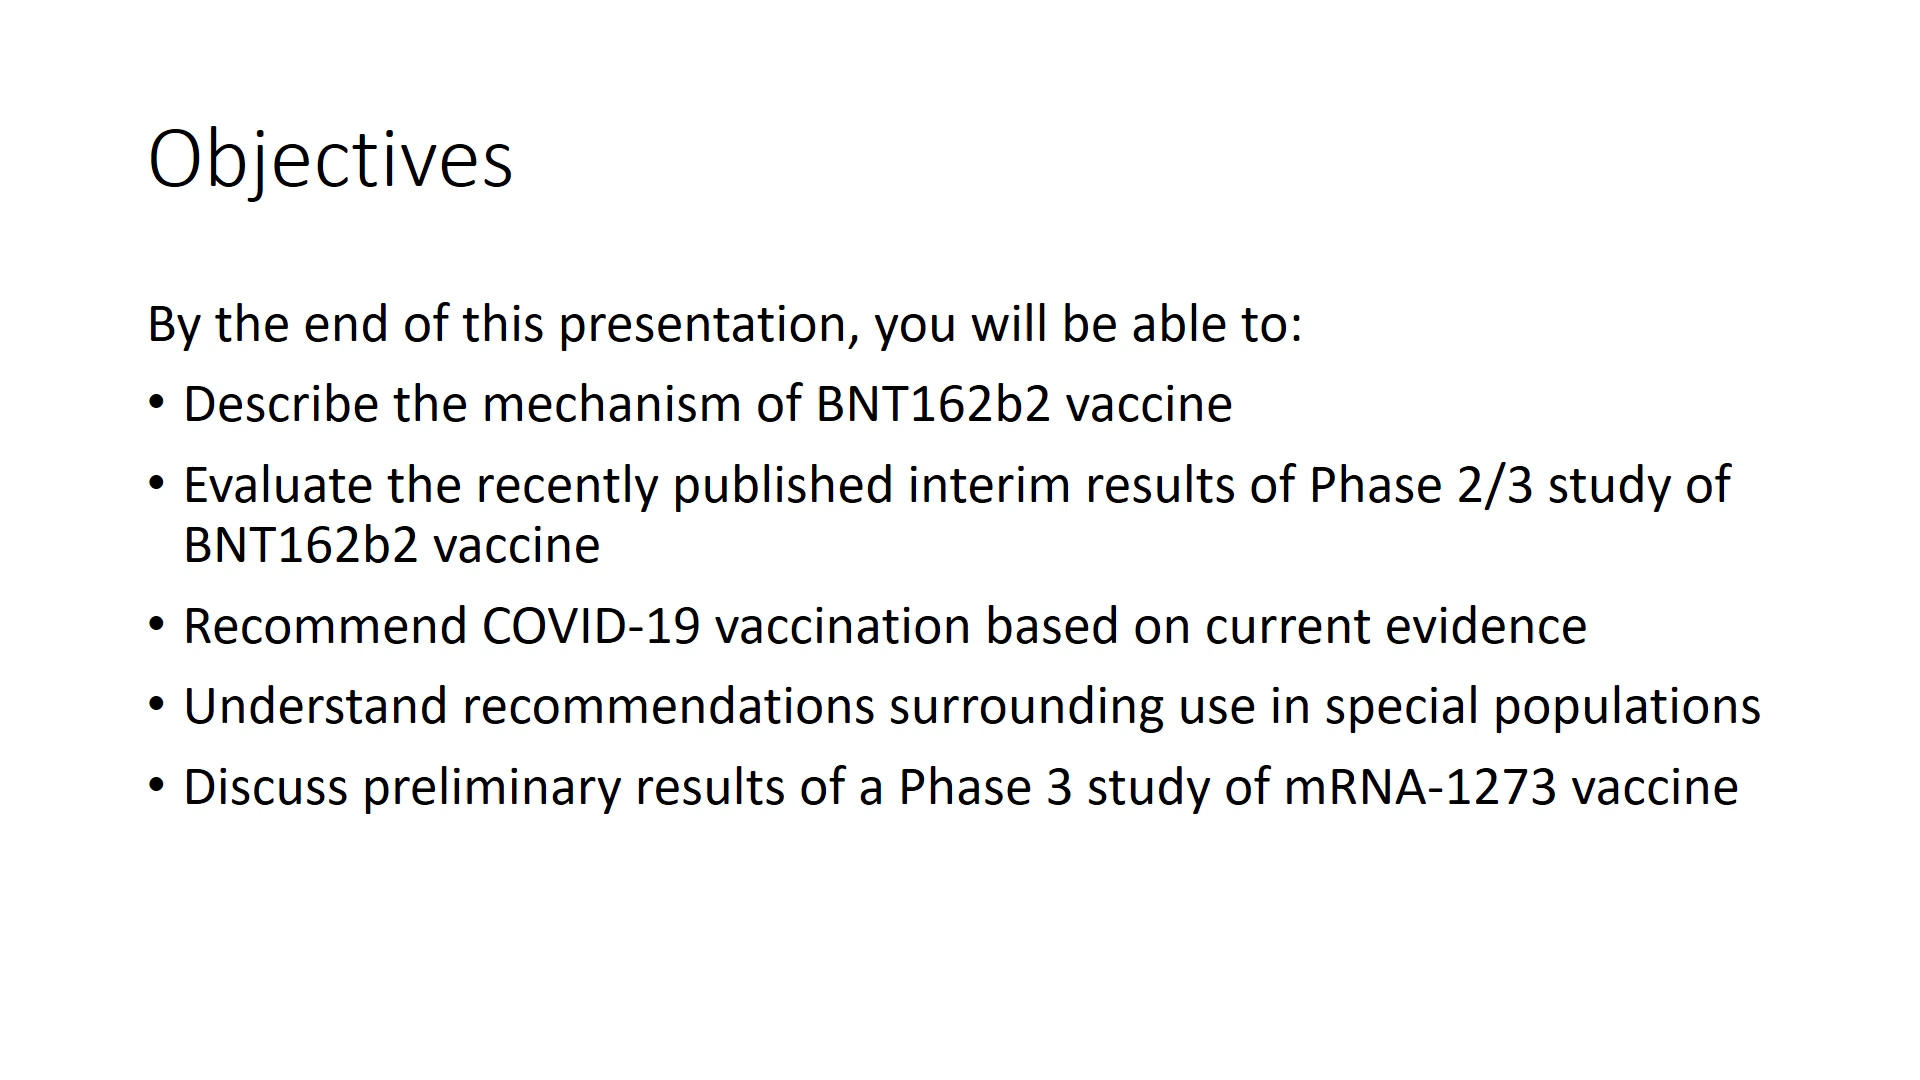 Objectives
By the end of this presentation, you will be able to:
• Describe the mechanism of BNT162b2 vaccine
• Evaluate the recently published interim results of Phase 2/3 study of
BNT162b2 vaccine
• Recommend COVID-19 vaccination based on current evidence
• Understand recommendations surrounding use in special populations
• Discuss preliminary results of a Phase 3 study of mRNA-1273 vaccine